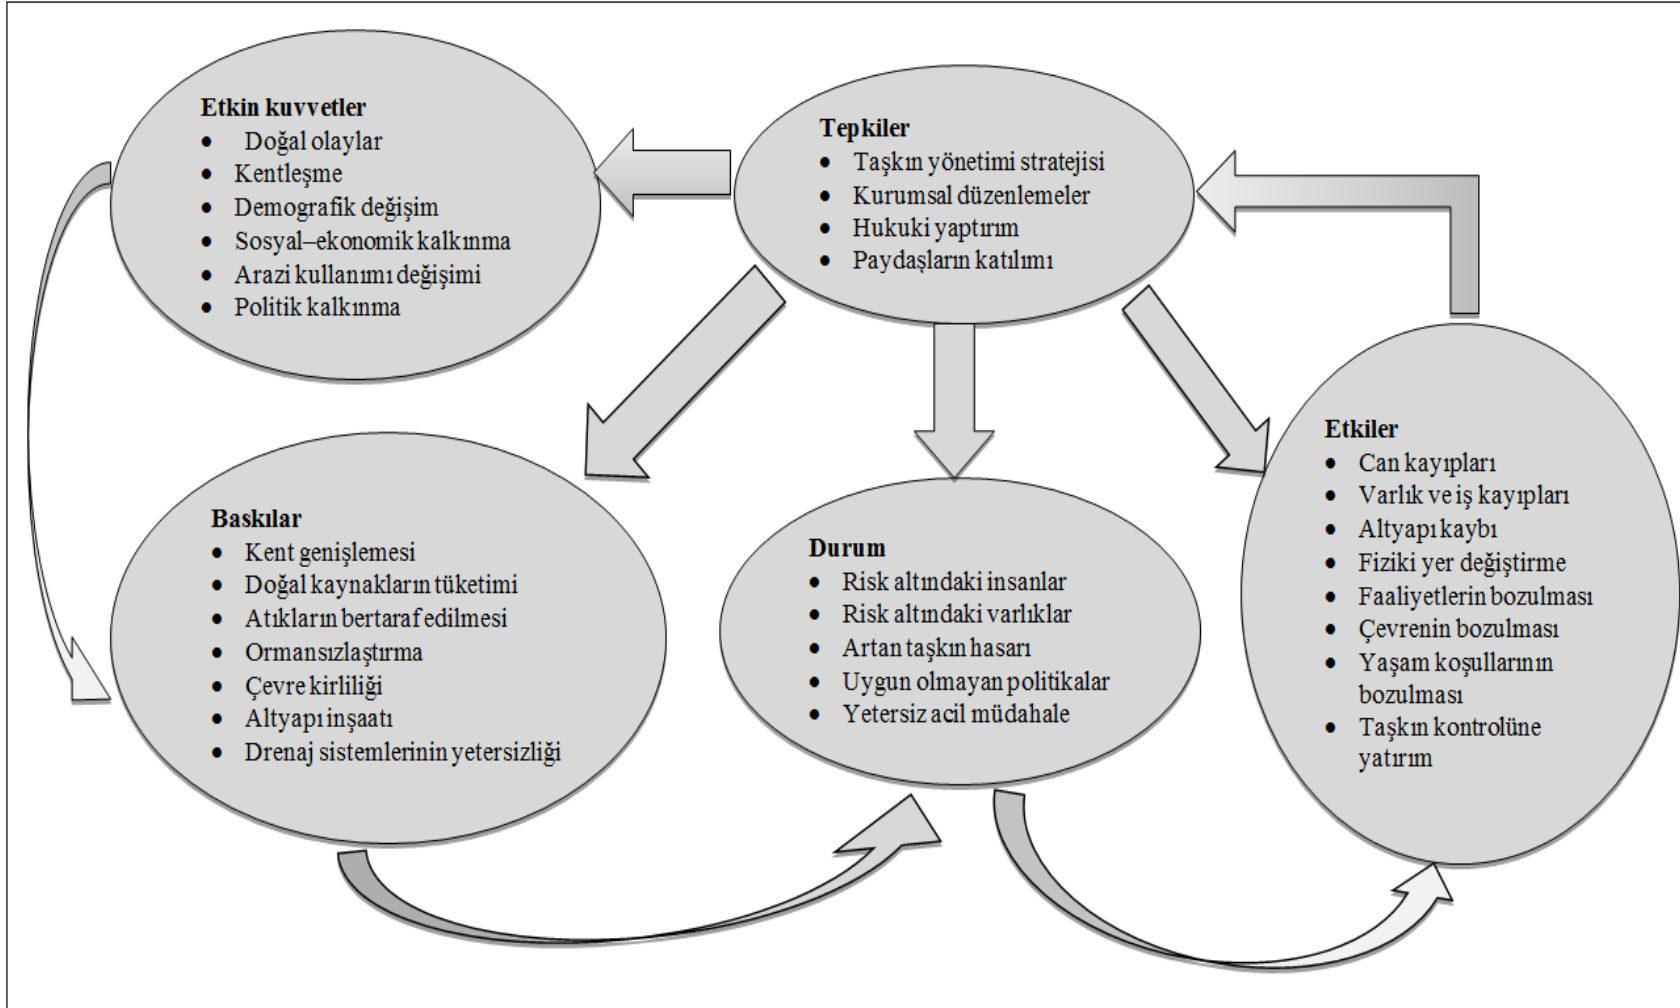 Etkin kuvvetler
• Doğal olaylar
• Kentleşme
• Demografik değişim
• Sosyal–ekonomik kalkınma
• Arazi kullanımı değişimi
• Politik kalkınma
Tepkiler
• Taşkın yönetimi stratejisi
• Kurumsal düzenlemeler
• Hukuki yaptırım
• Paydaşların katılımı
Baskılar
• Kent genişlemesi
• Doğal kaynakların tüketimi
• Atıkların bertaraf edilmesi
• Ormansızlaştırma
• Çevre kirliliği
• Altyapı inşaatı
• Drenaj sistemlerinin yetersizliği
Durum
• Risk altındaki insanlar
• Risk altındaki varlıklar
• Artan taşkın hasarı
• Uygun olmayan politikalar
• Yetersiz acil müdahale
Etkiler
• Can kayıpları
• Varlık ve iş kayıpları
• Altyapı kaybı
• Fiziki yer değiştirme
• Faaliyetlerin bozulması
• Çevrenin bozulması
• Yaşam koşullarının
bozulması
• Taşkın kontrolüne
yatırım